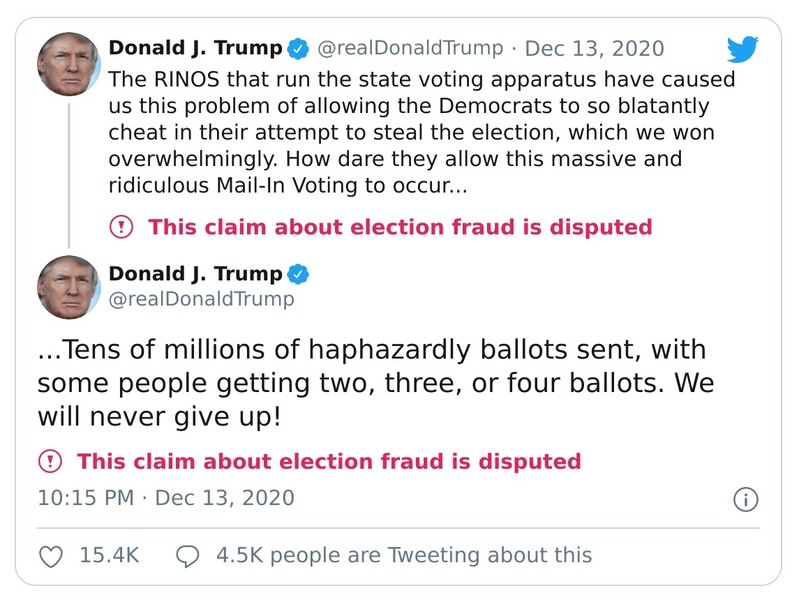 Donald J. Trump @realDonaldTrump · Dec 13, 2020
The RINOS that run the state voting apparatus have caused
us this problem of allowing the Democrats to so blatantly
cheat in their attempt to steal the election, which we won
overwhelmingly. How dare they allow this massive and
ridiculous Mail-In Voting to occur...
This claim about election fraud is disputed
Donald J. Trump
@realDonaldTrump
...Tens of millions of haphazardly ballots sent, with
some people getting two, three, or four ballots. We
will never give up!
This claim about election fraud is disputed
10:15 PM · Dec 13, 2020
15.4K 4.5K people are Tweeting about this